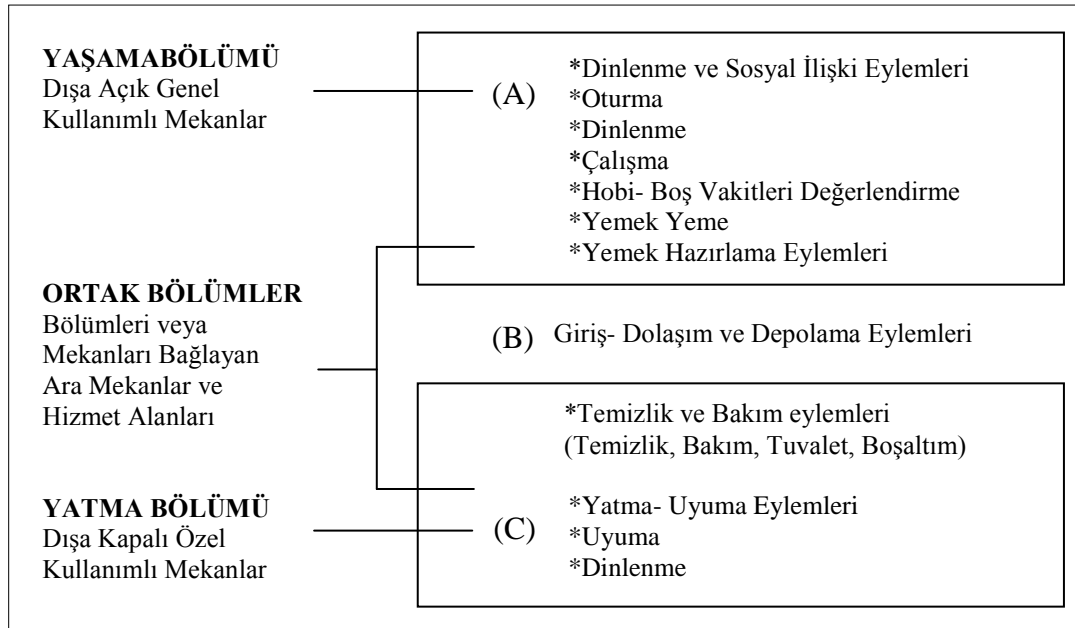 YAŞAMABÖLÜMÜ
Dışa Açık Genel
Kullanımlı Mekanlar
(A)
*Dinlenme ve Sosyal İlişki Eylemleri
*Oturma
*Dinlenme
*Çalışma
*Hobi- Boş Vakitleri Değerlendirme
*Yemek Yeme
*Yemek Hazırlama Eylemleri
ORTAK BÖLÜMLER
Bölümleri veya
Mekanları Bağlayan
Ara Mekanlar ve
Hizmet Alanları
(B) Giriş- Dolaşım ve Depolama Eylemleri
*Temizlik ve Bakım eylemleri
(Temizlik, Bakım, Tuvalet, Boşaltım)
YATMA BÖLÜMÜ
Dışa Kapalı Özel
Kullanımlı Mekanlar
(C)
*Yatma- Uyuma Eylemleri
*Uyuma
*Dinlenme